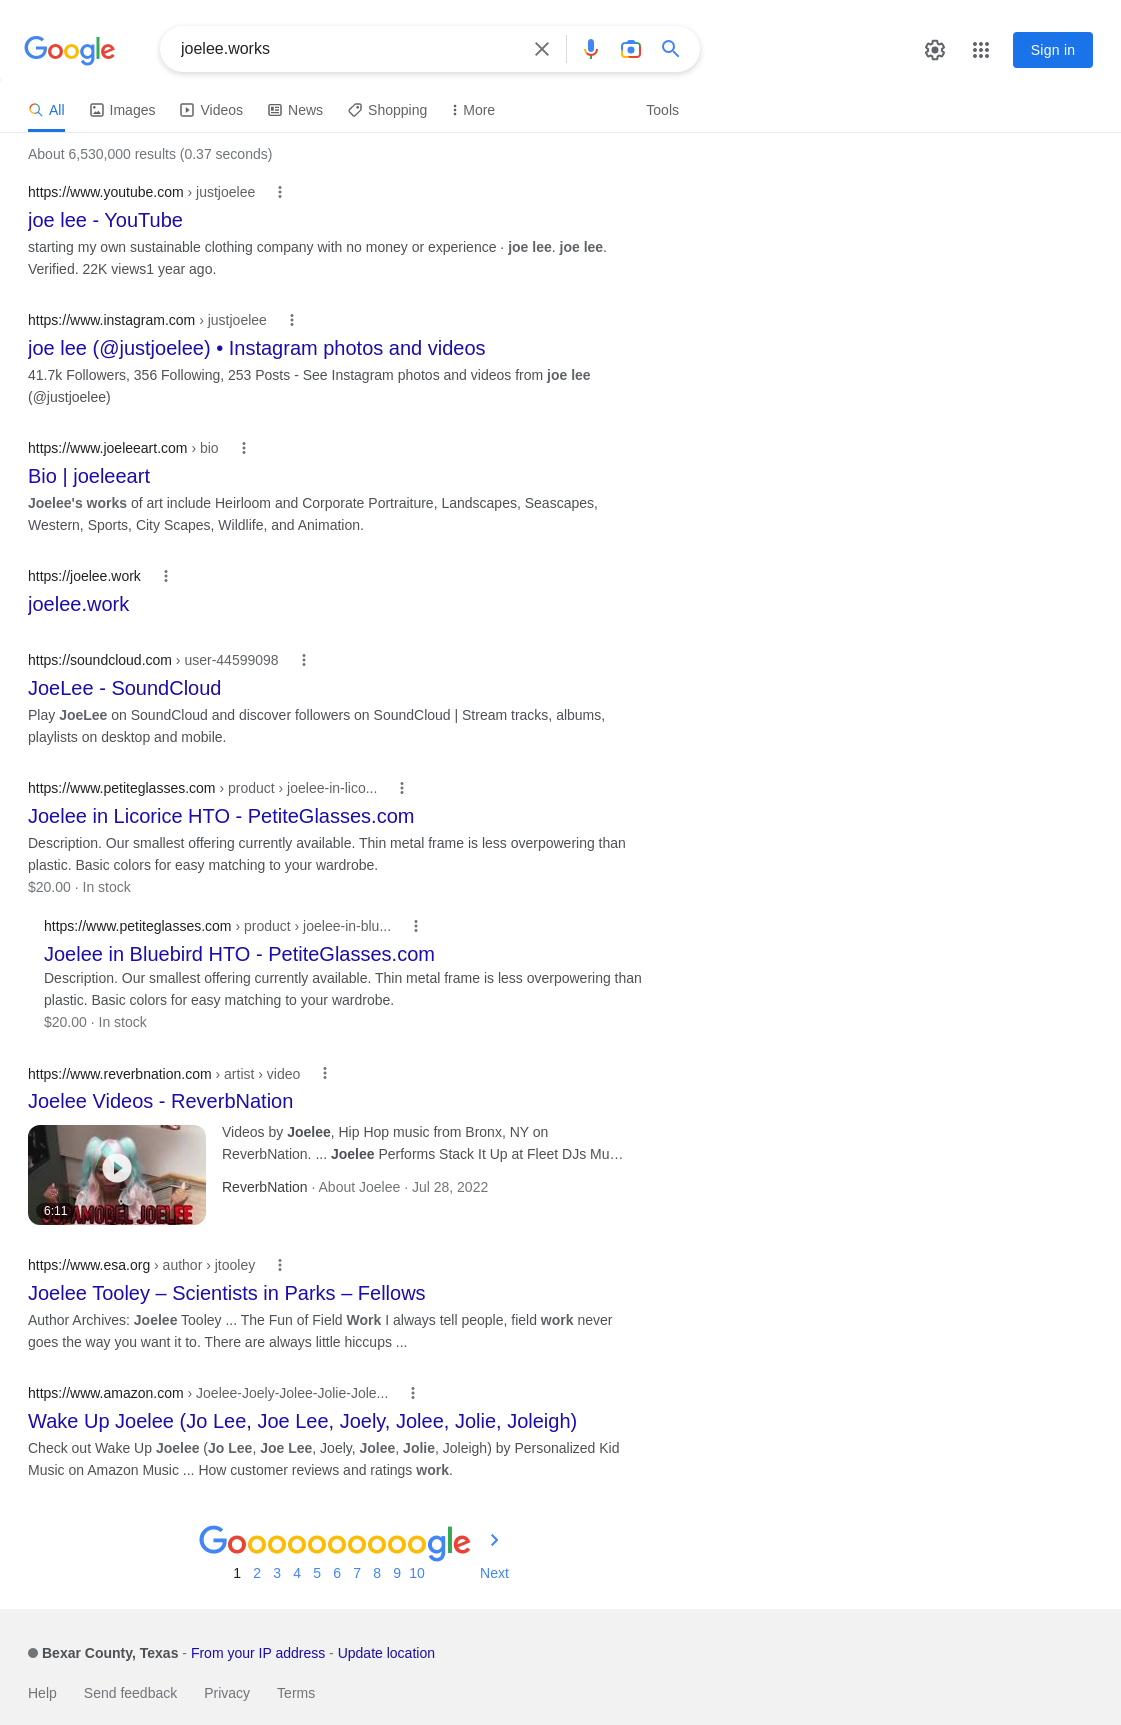 Google
joelee.works
Sign in
All
Images
Videos
News
Shopping
More
Tools
About 6,530,000 results (0.37 seconds)
https://www.youtube.com › justjoelee
joe lee - YouTube
starting my own sustainable clothing company with no money or experience · joe lee. joe lee.
Verified. 22K views1 year ago.
https://www.instagram.com › justjoelee
joe lee (@justjoelee) • Instagram photos and videos
41.7k Followers, 356 Following, 253 Posts - See Instagram photos and videos from joe lee
(@justjoelee)
https://www.joeleeart.com › bio
Bio | joeleeart
Joelee's works of art include Heirloom and Corporate Portraiture, Landscapes, Seascapes,
Western, Sports, City Scapes, Wildlife, and Animation.
https://joelee.work
joelee.work
https://soundcloud.com › user-44599098
JoeLee - SoundCloud
Play JoeLee on SoundCloud and discover followers on SoundCloud | Stream tracks, albums,
playlists on desktop and mobile.
https://www.petiteglasses.com › product › joelee-in-lico...
Joelee in Licorice HTO - PetiteGlasses.com
Description. Our smallest offering currently available. Thin metal frame is less overpowering than
plastic. Basic colors for easy matching to your wardrobe.
$20.00 · In stock
https://www.petiteglasses.com › product › joelee-in-blu...
Joelee in Bluebird HTO - PetiteGlasses.com
Description. Our smallest offering currently available. Thin metal frame is less overpowering than
plastic. Basic colors for easy matching to your wardrobe.
$20.00 · In stock
https://www.reverbnation.com › artist › video
Joelee Videos - ReverbNation
Videos by Joelee, Hip Hop music from Bronx, NY on
ReverbNation. ... Joelee Performs Stack It Up at Fleet DJs Mu…
ReverbNation · About Joelee · Jul 28, 2022
6:11
JOELEE
https://www.esa.org › author › jtooley
Joelee Tooley – Scientists in Parks – Fellows
Author Archives: Joelee Tooley ... The Fun of Field Work I always tell people, field work never
goes the way you want it to. There are always little hiccups ...
https://www.amazon.com › Joelee-Joely-Jolee-Jolie-Jole...
Wake Up Joelee (Jo Lee, Joe Lee, Joely, Jolee, Jolie, Joleigh)
Check out Wake Up Joelee (Jo Lee, Joe Lee, Joely, Jolee, Jolie, Joleigh) by Personalized Kid
Music on Amazon Music ... How customer reviews and ratings work.
Goooooooooogle
1 2 3 4 5 6 7 8 9 10 Next
Bexar County, Texas - From your IP address - Update location
Help Send feedback Privacy Terms